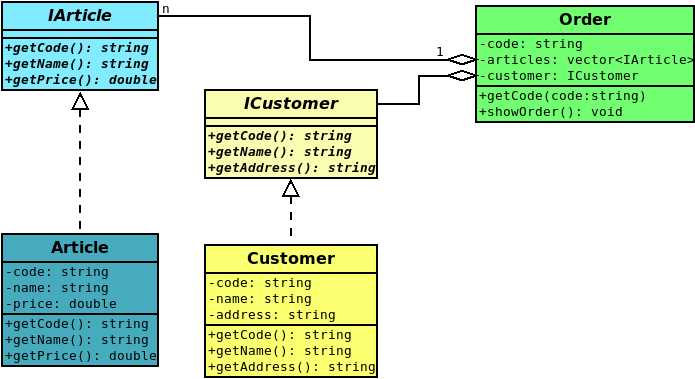 IArticle
+getCode(): string
+getName(): string
+getPrice(): double
n
1
Order
-code: string
-articles: vector<IArticle>
-customer: ICustomer
+getCode(code:string)
+showOrder(): void
ICustomer
+getCode(): string
+getName(): string
+getAddress(): string
Article
-code: string
-name: string
-price: double
+getCode(): string
+getName(): string
+getPrice(): double
Customer
-code: string
-name: string
-address: string
+getCode(): string
+getName(): string
+getAddress(): string